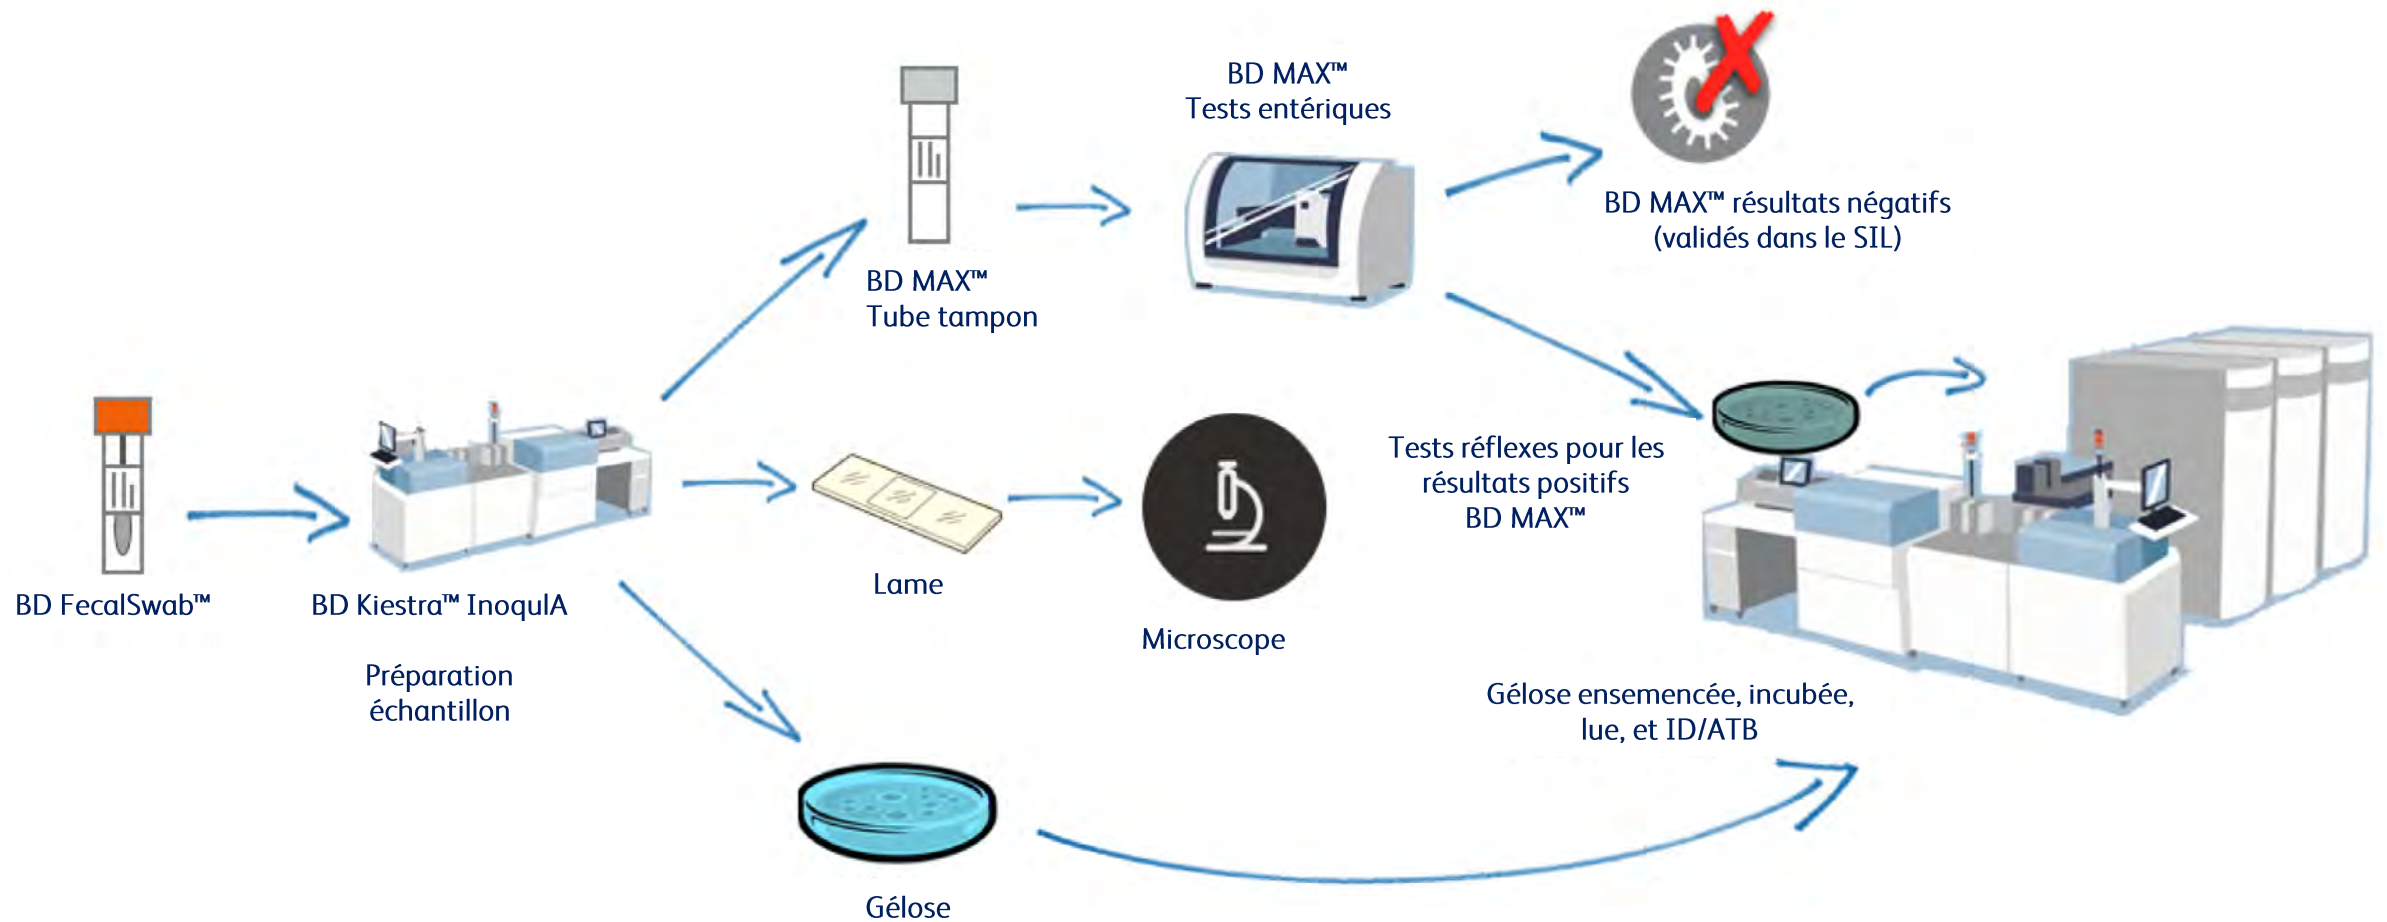 BD FecalSwab™
BD Kiestra™ InoqulA
Préparation
échantillon
BD MAX™
Tube tampon
BD MAX™
Tests entériques
BD MAX™ résultats négatifs
(validés dans le SIL)
Lame
Microscope
Tests réflexes pour les
résultats positifs
BD MAX™
Gélose ensemencée, incubée,
lue, et ID/ATB
Gélose